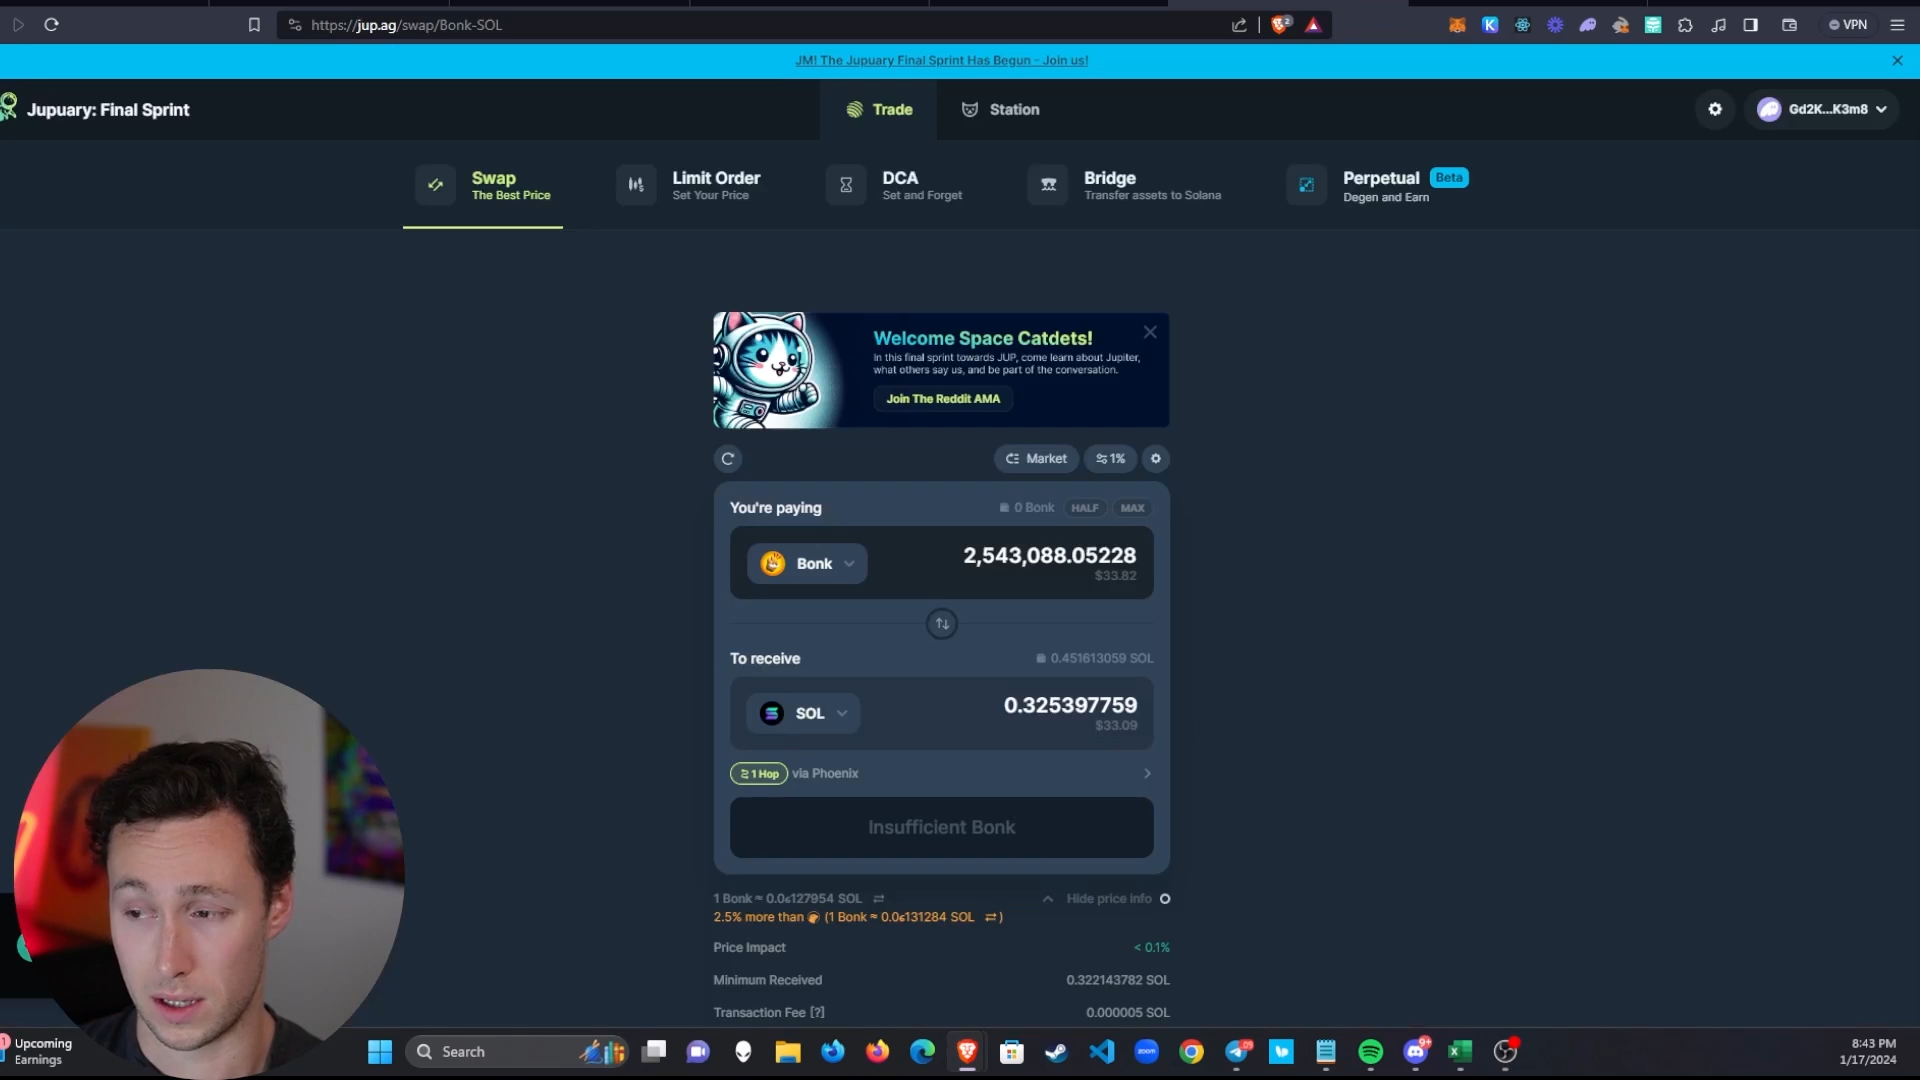 https://jup.ag/swap/Bonk-SOL
2
VPN
JM! The Jupuary Final Sprint Has Begun - Join us!
Jupuary: Final Sprint
Trade
Station
Gd2K...K3m8
Swap
The Best Price
Limit Order
Set Your Price
DCA
Set and Forget
Bridge
Transfer assets to Solana
Perpetual
Beta
Degen and Earn
Welcome Space Catdets!
In this final sprint towards JUP, come learn about Jupiter,
what others say us, and be part of the conversation.
Join The Reddit AMA
Market
1%
You're paying
0 Bonk
HALF
MAX
Bonk
2,543,088.05228
$33.82
To receive
0.451613059 SOL
SOL
0.325397759
$33.09
1 Hop
via Phoenix
Insufficient Bonk
1 Bonk ≈ 0.0₆127954 SOL
Hide price info
2.5% more than (1 Bonk ≈ 0.0₆131284 SOL )
Price Impact
< 0.1%
Minimum Received
0.322143782 SOL
Transaction Fee [?]
0.000005 SOL
1
Upcoming
Earnings
Search
zoom
9+
8:43 PM
1/17/2024